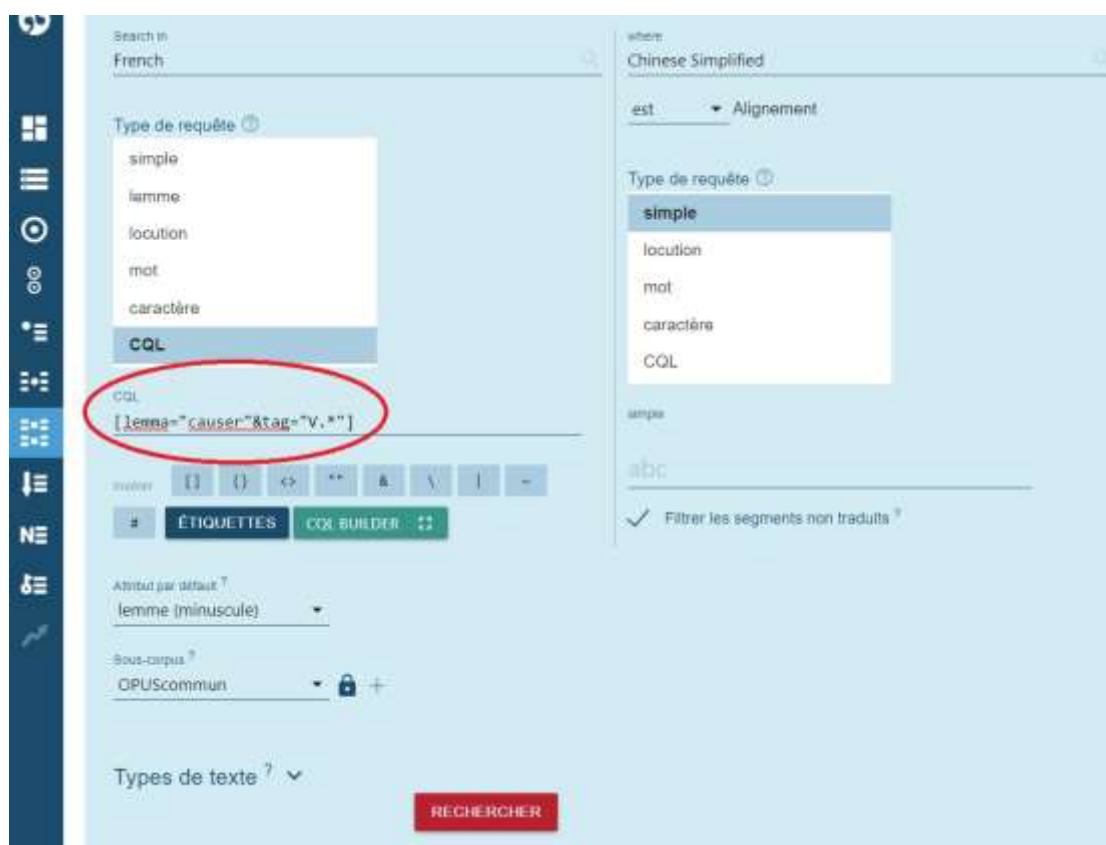 Search in
French
Type de requête ?
simple
lemme
locution
mot
caractère
CQL
CQL
[lemma="causer"&tag="V.*"]
Insérer [] {} <> "" & \ | ~
# ÉTIQUETTES CQL BUILDER
Attribut par défaut ?
lemme (minuscule)
Sous-corpus ?
OPUScommun +
Types de texte ?
RECHERCHER
where
Chinese Simplified
est Alignement
Type de requête ?
simple
locution
mot
caractère
CQL
simple
abc
Filtrer les segments non traduits ?
N